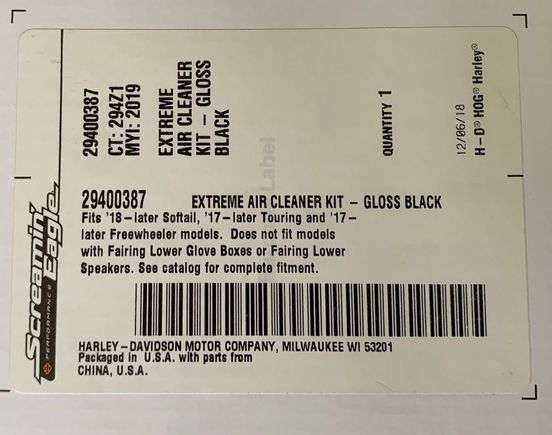 29400387
CT: 294Z1
MYI: 2019
EXTREME
AIR CLEANER
KIT – GLOSS
BLACK
QUANTITY 1
12/06/18
H–D® HOG® Harley®
Label
Screamin'
Eagle
PERFORMANCE
29400387 EXTREME AIR CLEANER KIT – GLOSS BLACK
Fits '18–later Softail, '17–later Touring and '17–
later Freewheeler models. Does not fit models
with Fairing Lower Glove Boxes or Fairing Lower
Speakers. See catalog for complete fitment.
HARLEY–DAVIDSON MOTOR COMPANY, MILWAUKEE WI 53201
Packaged in U.S.A. with parts from
CHINA, U.S.A.